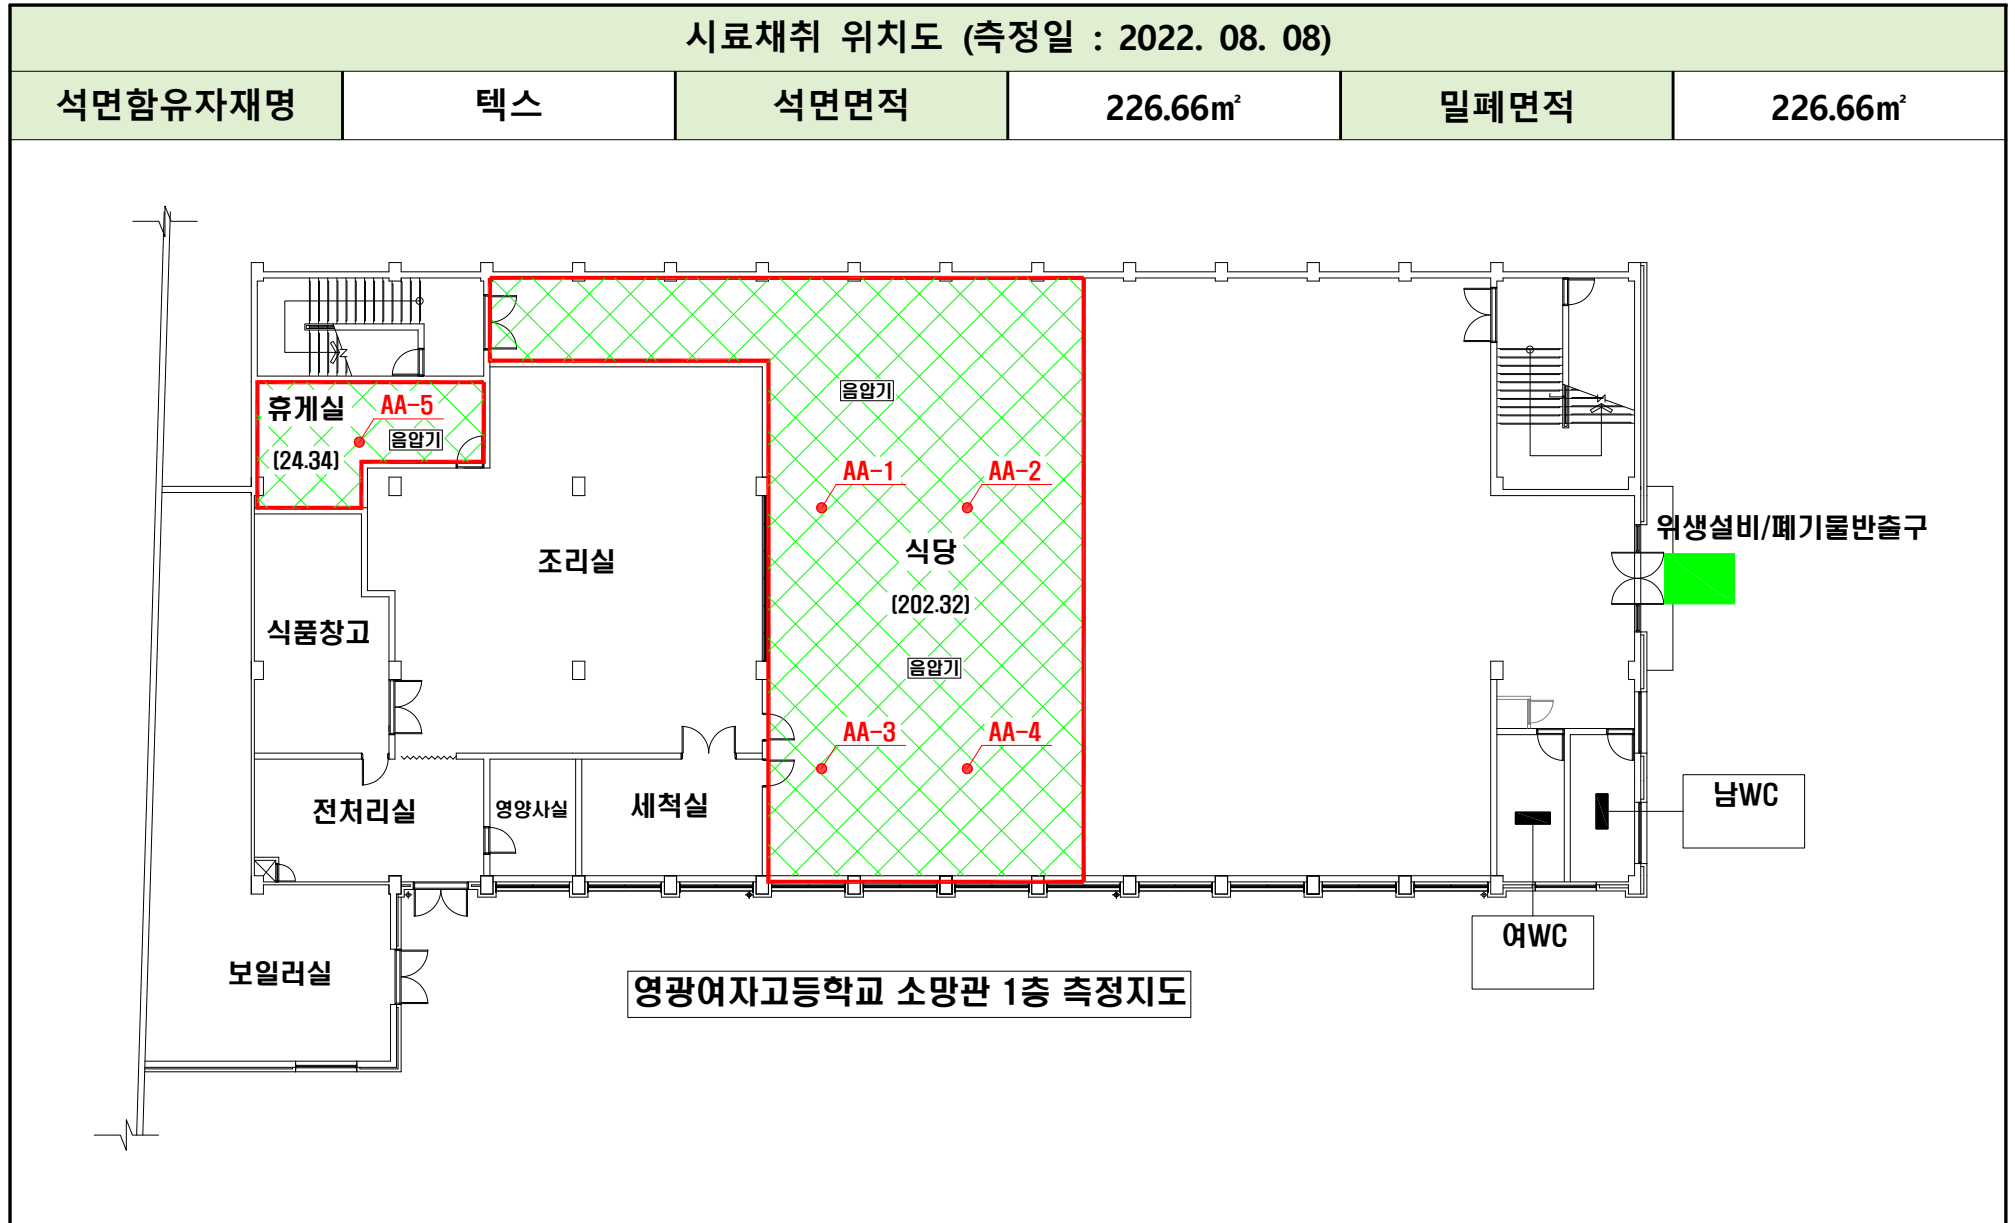 시료채취 위치도 (측정일 : 2022. 08. 08)
석면함유자재명 텍스 석면면적 226.66㎡ 밀폐면적 226.66㎡
음압기
휴게실 AA-5
음압기
(24.34)
AA-1 AA-2
위생설비/폐기물반출구
식당
조리실
(202.32)
식품창고
음압기
AA-3 AA-4
남WC
전처리실 영양사실 세척실
여WC
보일러실
영광여자고등학교 소망관 1층 측정지도